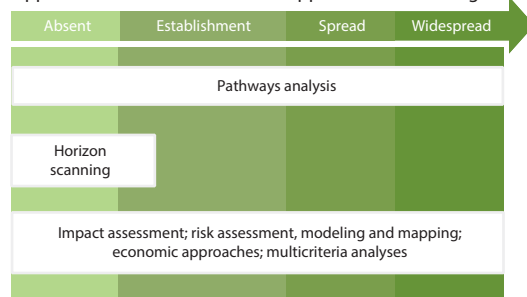 Absent Establishment Spread Widespread
Pathways analysis
Horizon
scanning
Impact assessment; risk assessment, modeling and mapping;
economic approaches; multicriteria analyses